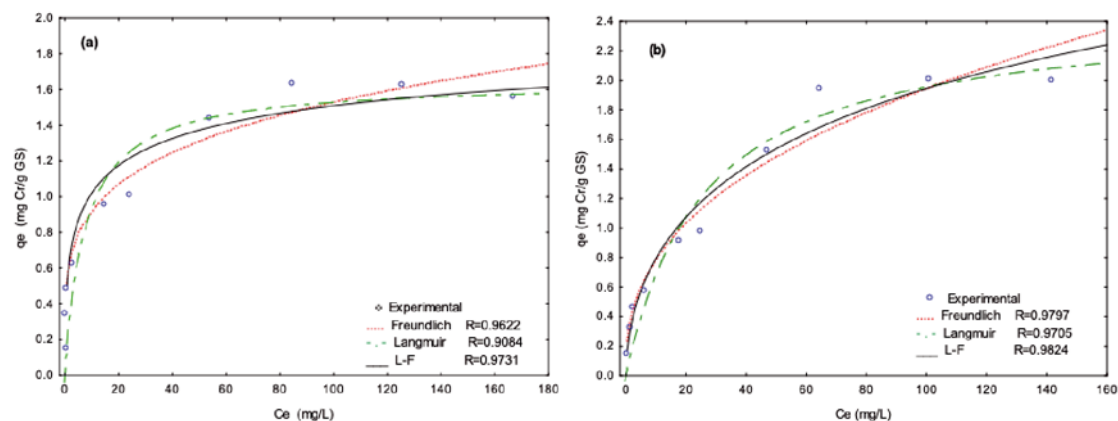 (a)
2.0
1.8
1.6
1.4
1.2
1.0
0.8
0.6
0.4
0.2
0.0
qe (mg Cr/g GS)
0 20 40 60 80 100 120 140 160 180
Ce (mg/L)
Experimental
Freundlich R=0.9622
Langmuir R=0.9084
L-F R=0.9731
(b)
2.4
2.2
2.0
1.8
1.6
1.4
1.2
1.0
0.8
0.6
0.4
0.2
0.0
qe (mg Cr/g GS)
0 20 40 60 80 100 120 140 160
Ce (mg/L)
Experimental
Freundlich R=0.9797
Langmuir R=0.9705
L-F R=0.9824